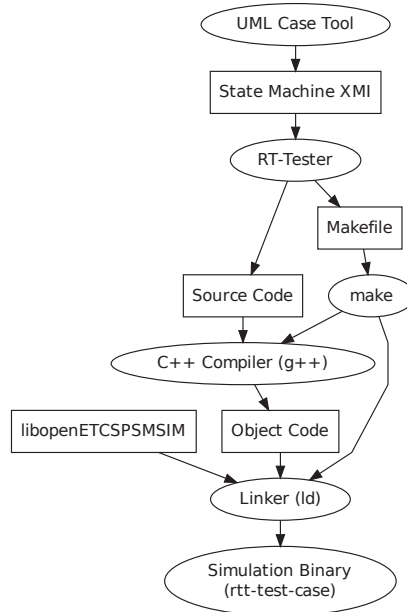 UML Case Tool
State Machine XMI
RT-Tester
Makefile
Source Code
make
C++ Compiler (g++)
libopenETCSPSMSIM
Object Code
Linker (ld)
Simulation Binary
(rtt-test-case)